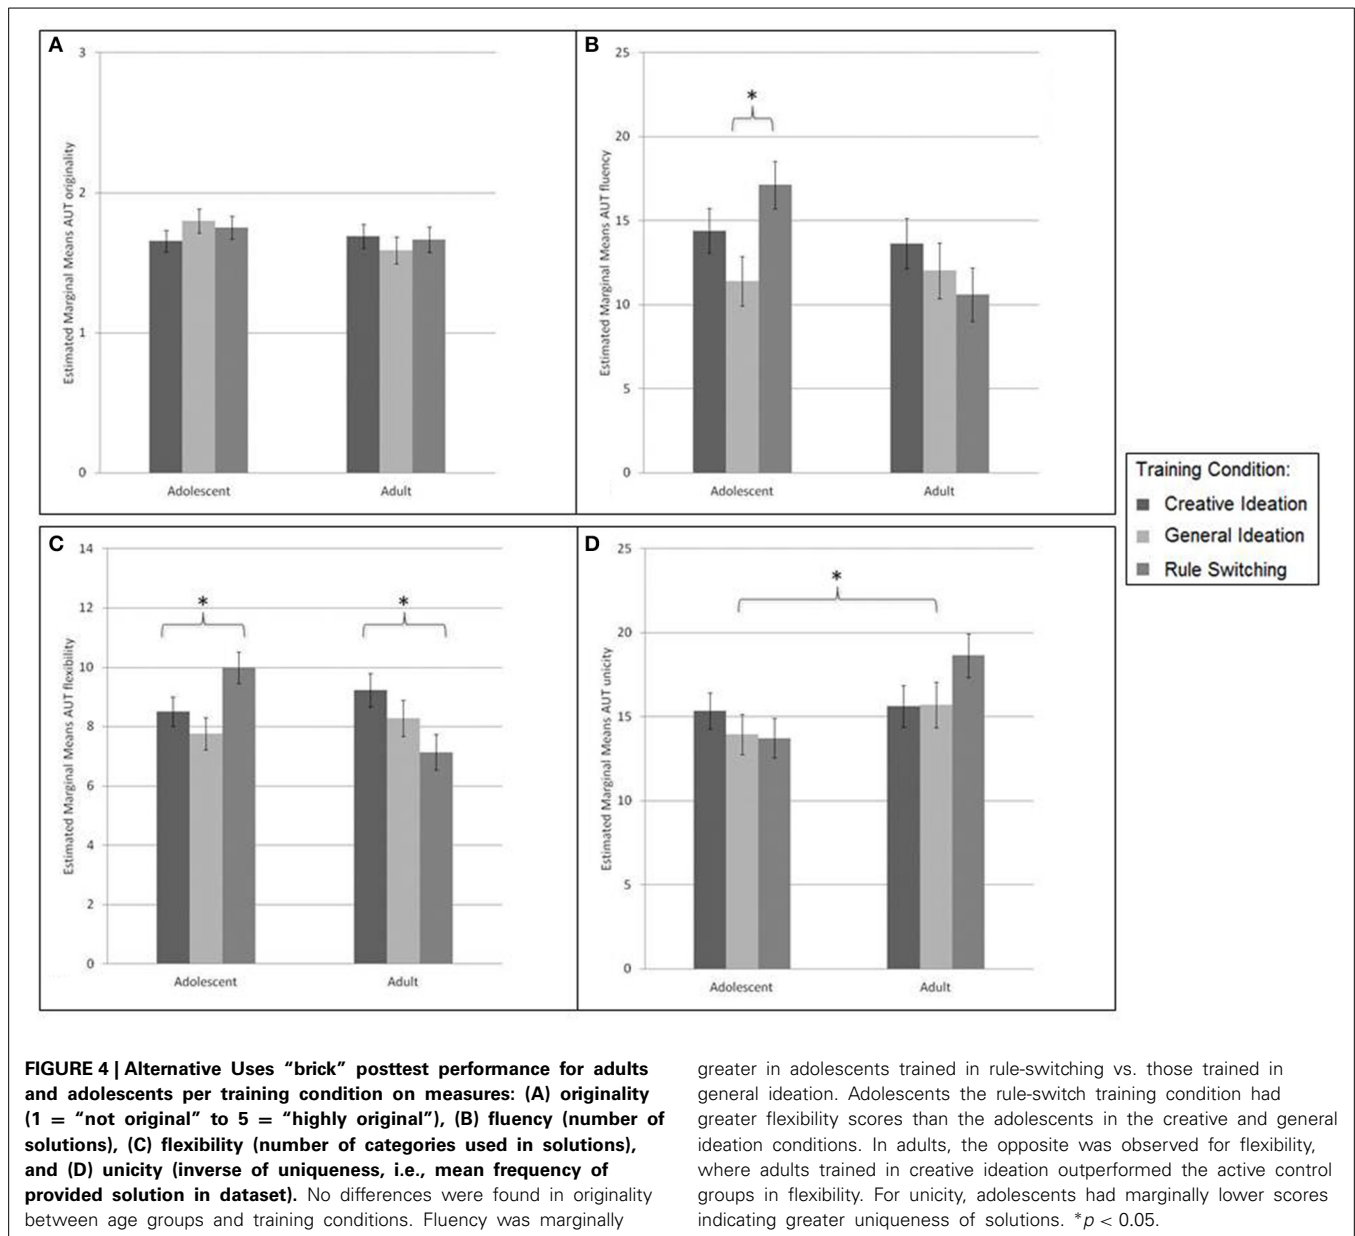 A
Estimated Marginal Means AUT originality
3
2
1
0
Adolescent
Adult
B
Estimated Marginal Means AUT fluency
25
20
15
10
5
0
*
Adolescent
Adult
C
Estimated Marginal Means AUT flexibility
14
12
10
8
6
4
2
0
*
*
Adolescent
Adult
D
Estimated Marginal Means AUT unicity
25
20
15
10
5
0
*
Adolescent
Adult
Training Condition:
Creative Ideation
General Ideation
Rule Switching
FIGURE 4 | Alternative Uses “brick” posttest performance for adults
and adolescents per training condition on measures: (A) originality
(1 = “not original” to 5 = “highly original”), (B) fluency (number of
solutions), (C) flexibility (number of categories used in solutions),
and (D) unicity (inverse of uniqueness, i.e., mean frequency of
provided solution in dataset). No differences were found in originality
between age groups and training conditions. Fluency was marginally
greater in adolescents trained in rule-switching vs. those trained in
general ideation. Adolescents the rule-switch training condition had
greater flexibility scores than the adolescents in the creative and general
ideation conditions. In adults, the opposite was observed for flexibility,
where adults trained in creative ideation outperformed the active control
groups in flexibility. For unicity, adolescents had marginally lower scores
indicating greater uniqueness of solutions. *p < 0.05.